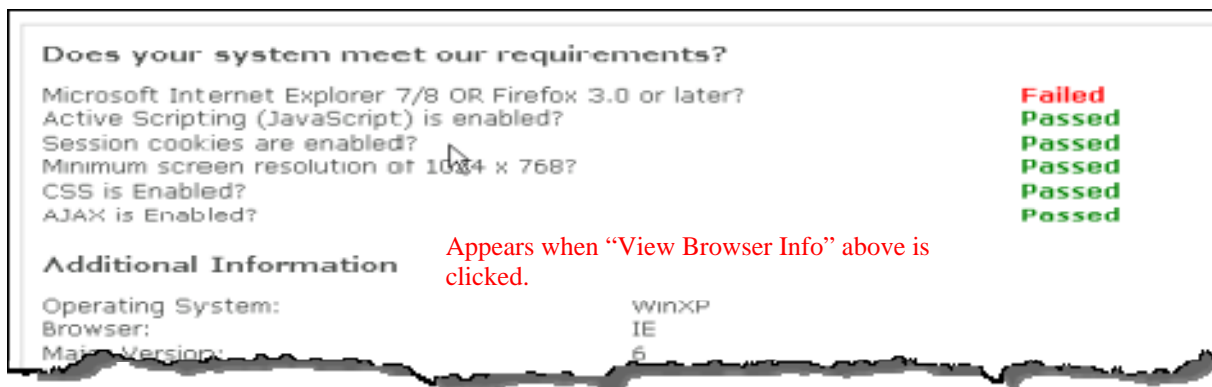 Does your system meet our requirements?
Microsoft Internet Explorer 7/8 OR Firefox 3.0 or later? Failed
Active Scripting (JavaScript) is enabled? Passed
Session cookies are enabled? Passed
Minimum screen resolution of 1024 x 768? Passed
CSS is Enabled? Passed
AJAX is Enabled? Passed
Appears when “View Browser Info” above is
clicked.
Additional Information
Operating System: WinXP
Browser: IE
Major Version: 6